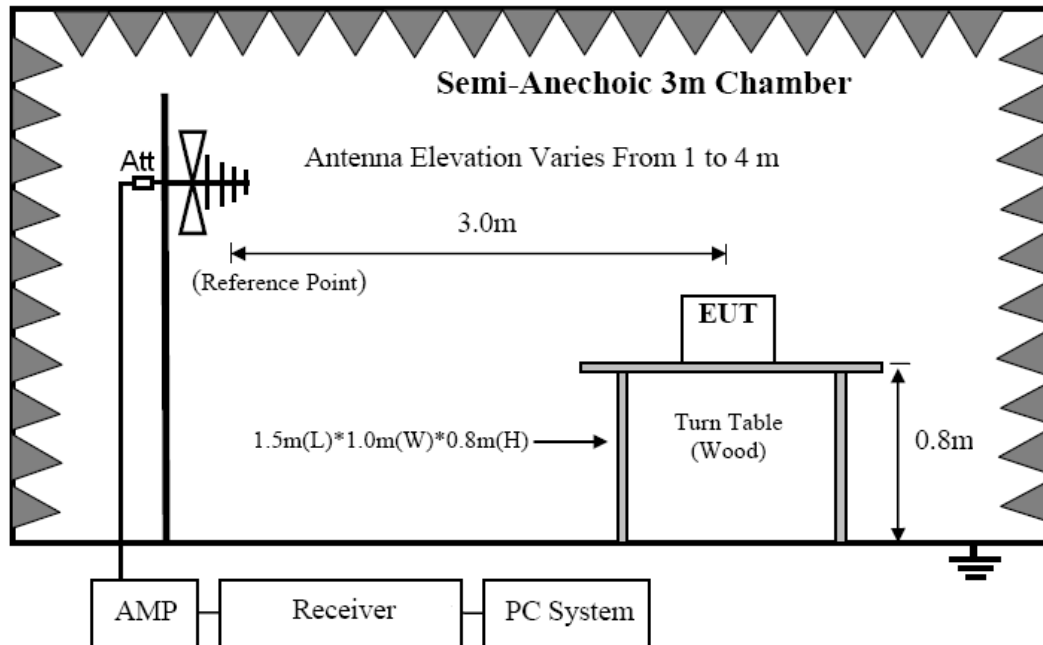 Semi-Anechoic 3m Chamber
Att
Antenna Elevation Varies From 1 to 4 m
3.0m
(Reference Point)
EUT
1.5m(L)*1.0m(W)*0.8m(H)
Turn Table
(Wood)
0.8m
AMP
Receiver
PC System